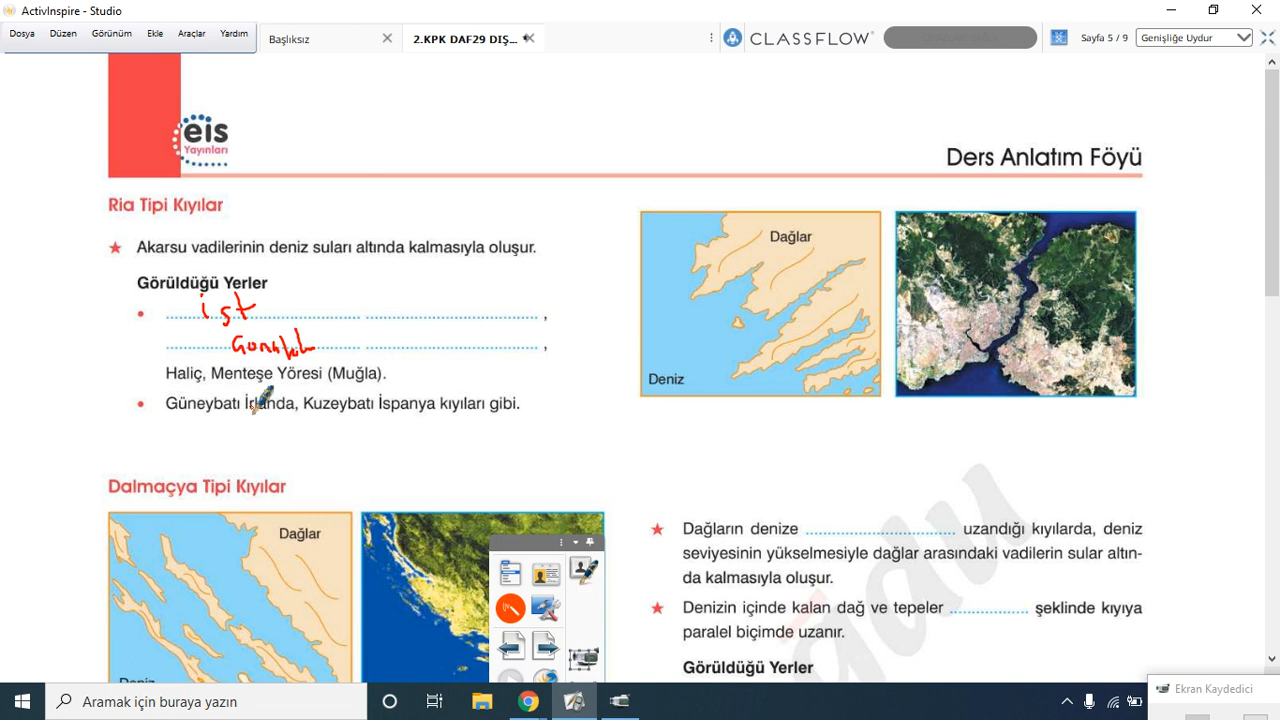 ActivInspire - Studio
Dosya Düzen Görünüm Ekle Araçlar Yardım
Başlıksız
2.KPK DAF29 DIŞ...
CLASSFLOW
Sayfa 5 / 9
Genişliğe Uydur
eis
Yayınları
Ders Anlatım Föyü
Ria Tipi Kıyılar
★ Akarsu vadilerinin deniz suları altında kalmasıyla oluşur.
Görüldüğü Yerler
• ist ,
,
Haliç, Menteşe Yöresi (Muğla).
• Güneybatı İrlanda, Kuzeybatı İspanya kıyıları gibi.
Dağlar
Deniz
Dalmaçya Tipi Kıyılar
Dağlar
Deniz
★ Dağların denize .............................. uzandığı kıyılarda, deniz
seviyesinin yükselmesiyle dağlar arasındaki vadilerin sular altın-
da kalmasıyla oluşur.
★ Denizin içinde kalan dağ ve tepeler ................ şeklinde kıyıya
paralel biçimde uzanır.
Görüldüğü Yerler
Aramak için buraya yazın
Ekran Kaydedici